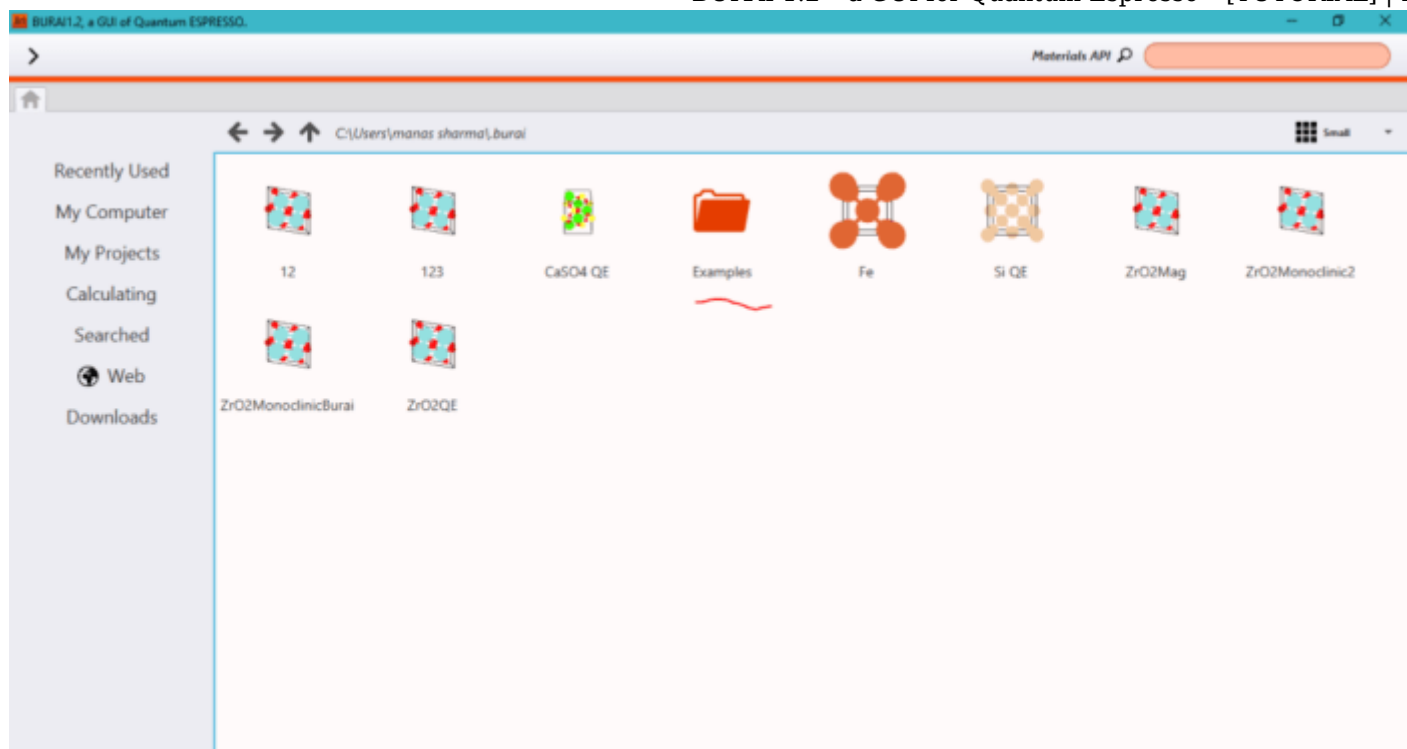 BURAI1.2, a GUI of Quantum ESPRESSO.
Materials API
C:\Users\manas sharma\.burai
Small
Recently Used
My Computer
My Projects
Calculating
Searched
Web
Downloads
12
123
CaSO4 QE
Examples
Fe
Si QE
ZrO2Mag
ZrO2Monoclinic2
ZrO2MonoclinicBurai
ZrO2QE